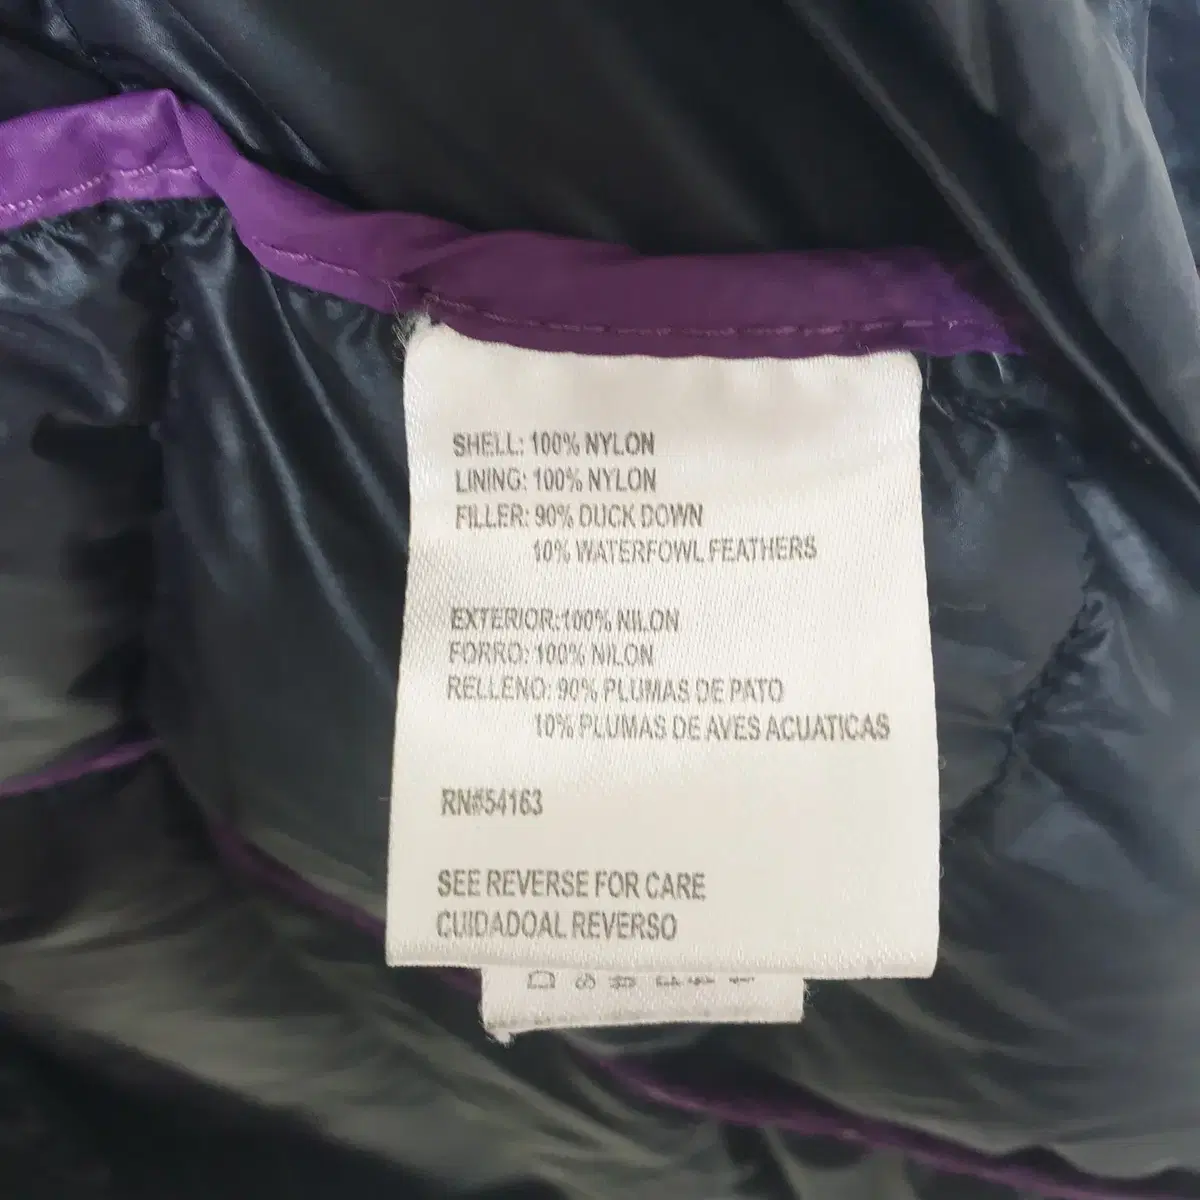 SHELL: 100% NYLON
LINING: 100% NYLON
FILLER: 90% DUCK DOWN
10% WATERFOWL FEATHERS
EXTERIOR:100% NILON
FORRO: 100% NILON
RELLENO: 90% PLUMAS DE PATO
10% PLUMAS DE AVES ACUATICAS
RN#54163
SEE REVERSE FOR CARE
CUIDADOAL REVERSO